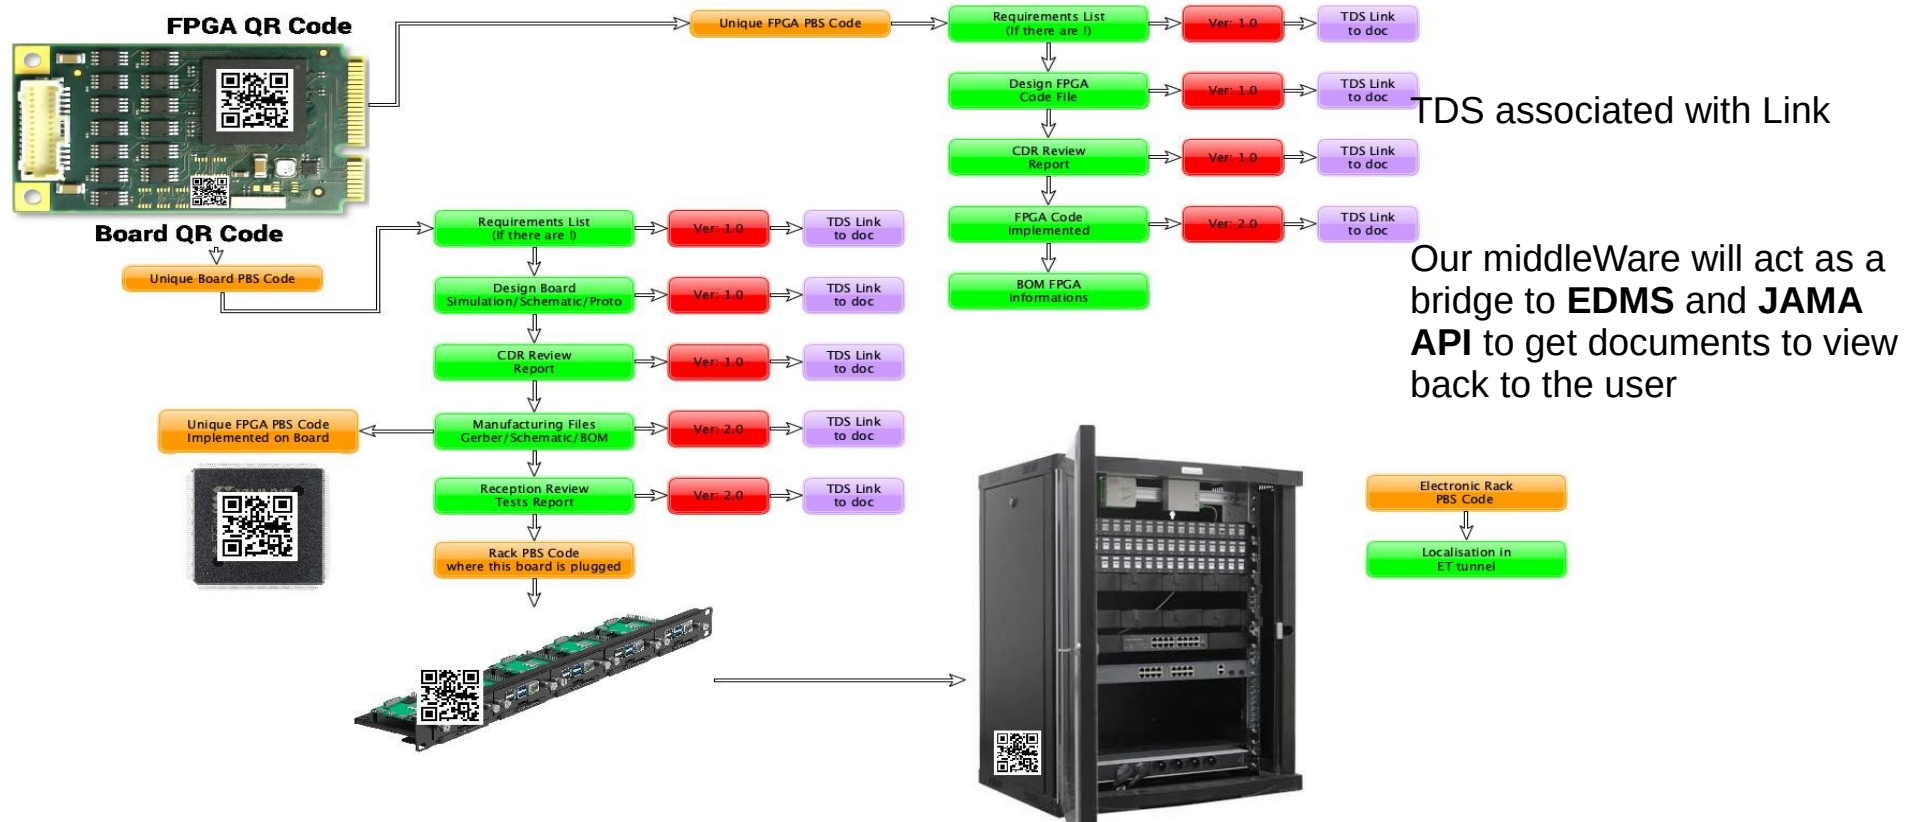 FPGA QR Code
Unique FPGA PBS Code
Requirements List
(If there are !)
Ver: 1.0
TDS Link
to doc
Design FPGA
Code File
Ver: 1.0
TDS Link
to doc
TDS associated with Link
CDR Review
Report
Ver: 1.0
TDS Link
to doc
FPGA Code
Implemented
Ver: 2.0
TDS Link
to doc
BOM FPGA
informations
Board QR Code
Unique Board PBS Code
Requirements List
(If there are !)
Ver: 1.0
TDS Link
to doc
Design Board
Simulation/Schematic/Proto
Ver: 1.0
TDS Link
to doc
CDR Review
Report
Ver: 1.0
TDS Link
to doc
Unique FPGA PBS Code
Implemented on Board
Manufacturing Files
Gerber/Schematic/BOM
Ver: 2.0
TDS Link
to doc
Reception Review
Tests Report
Ver: 2.0
TDS Link
to doc
Rack PBS Code
where this board is plugged
Our middleWare will act as a
bridge to EDMS and JAMA
API to get documents to view
back to the user
Electronic Rack
PBS Code
Localisation in
ET tunnel